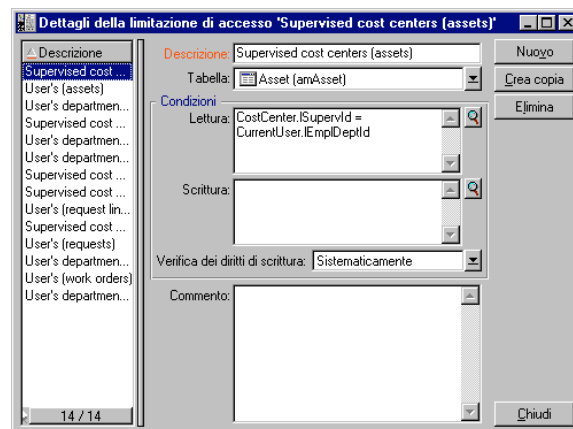 Dettagli della limitazione di accesso 'Supervised cost centers (assets)'
Descrizione
Supervised cost ...
User's (assets)
User's departmen...
Supervised cost ...
User's departmen...
User's departmen...
Supervised cost ...
Supervised cost ...
User's (request lin...
Supervised cost ...
User's (requests)
User's departmen...
User's (work orders)
User's departmen...
14 / 14
Descrizione: Supervised cost centers (assets)
Tabella: Asset (amAsset)
Condizioni
Lettura: CostCenter.lSupervId =
CurrentUser.lEmplDeptId
Scrittura:
Verifica dei diritti di scrittura: Sistematicamente
Commento:
Nuovo
Crea copia
Elimina
Chiudi